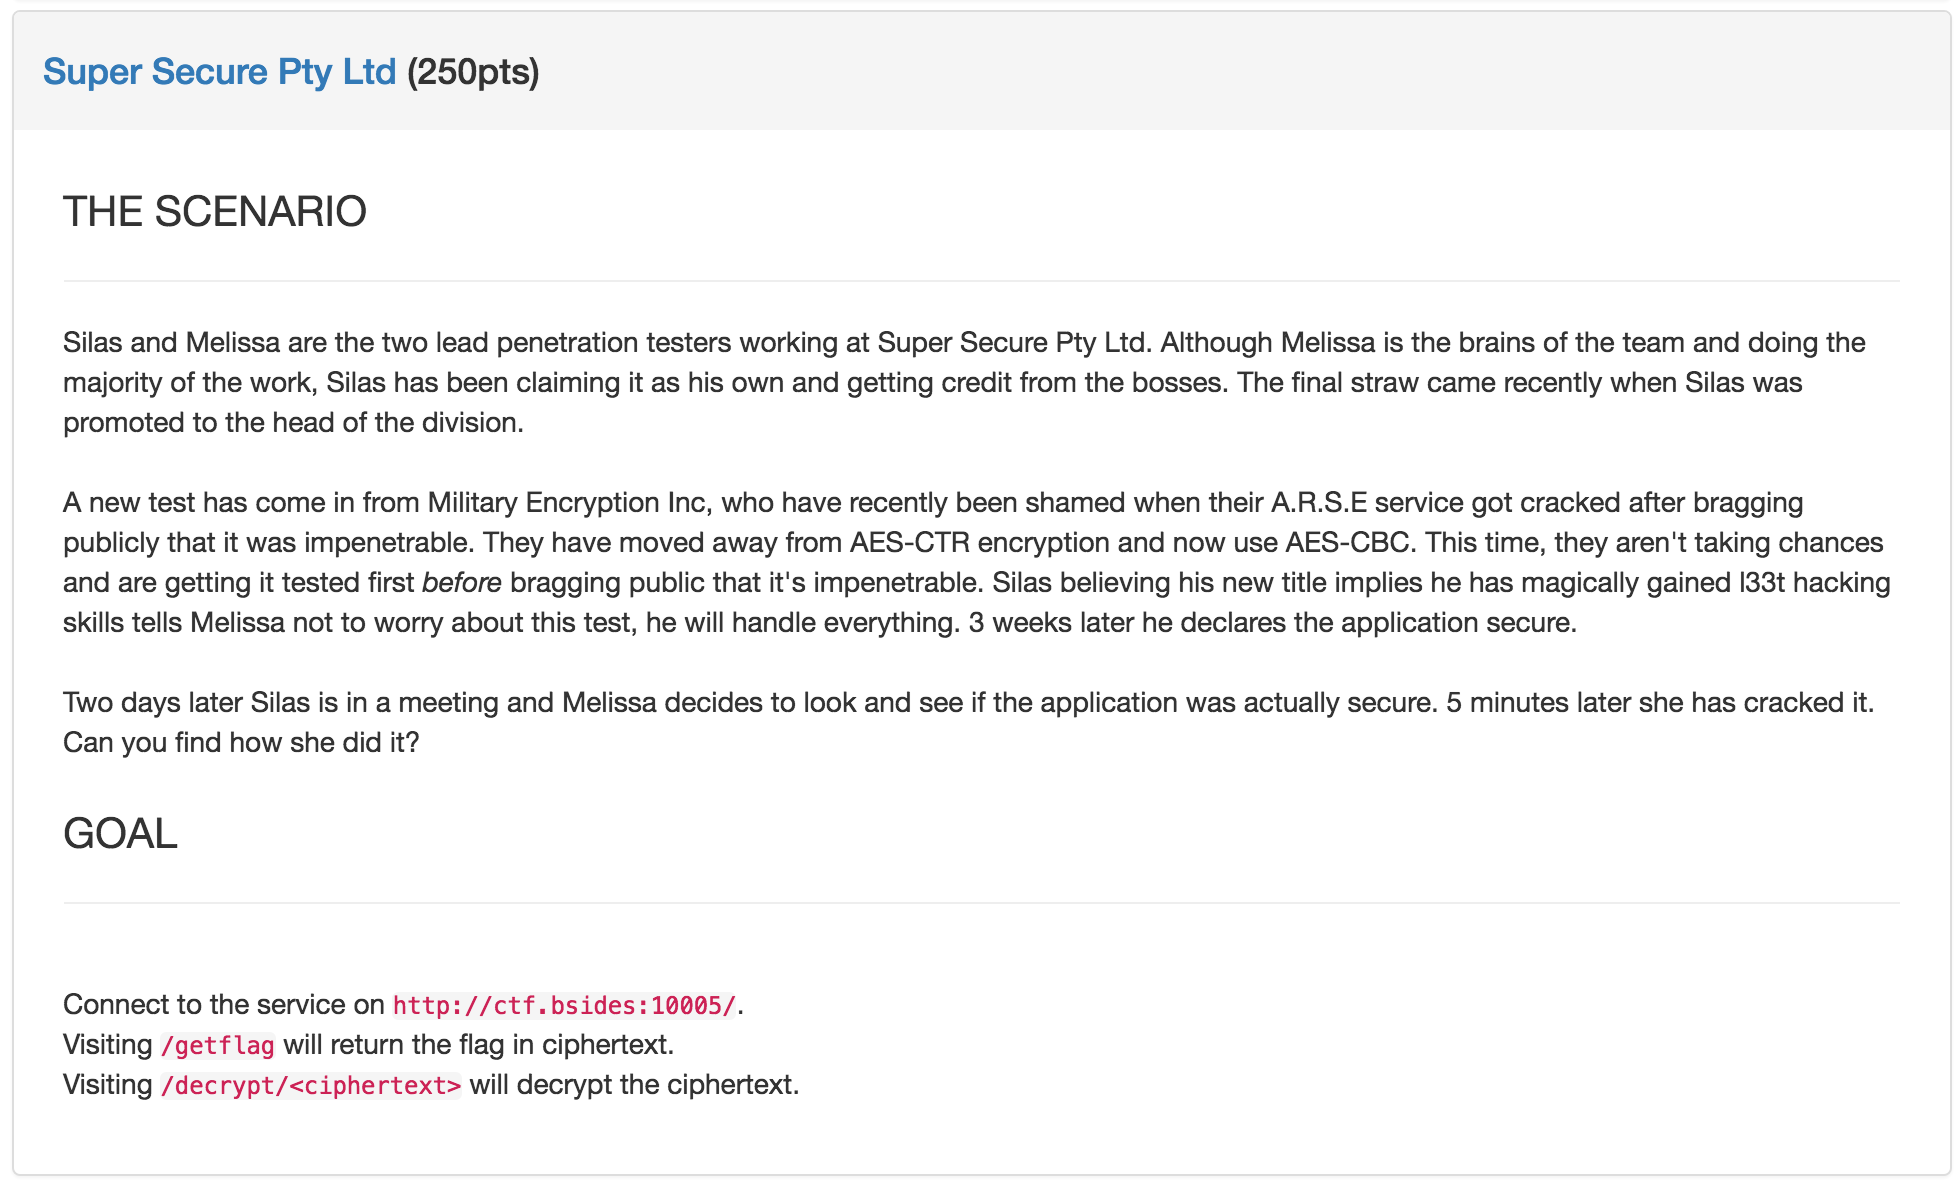 Super Secure Pty Ltd (250pts)
THE SCENARIO
Silas and Melissa are the two lead penetration testers working at Super Secure Pty Ltd. Although Melissa is the brains of the team and doing the
majority of the work, Silas has been claiming it as his own and getting credit from the bosses. The final straw came recently when Silas was
promoted to the head of the division.
A new test has come in from Military Encryption Inc, who have recently been shamed when their A.R.S.E service got cracked after bragging
publicly that it was impenetrable. They have moved away from AES-CTR encryption and now use AES-CBC. This time, they aren't taking chances
and are getting it tested first before bragging public that it's impenetrable. Silas believing his new title implies he has magically gained l33t hacking
skills tells Melissa not to worry about this test, he will handle everything. 3 weeks later he declares the application secure.
Two days later Silas is in a meeting and Melissa decides to look and see if the application was actually secure. 5 minutes later she has cracked it.
Can you find how she did it?
GOAL
Connect to the service on http://ctf.bsides:10005/.
Visiting /getflag will return the flag in ciphertext.
Visiting /decrypt/<ciphertext> will decrypt the ciphertext.